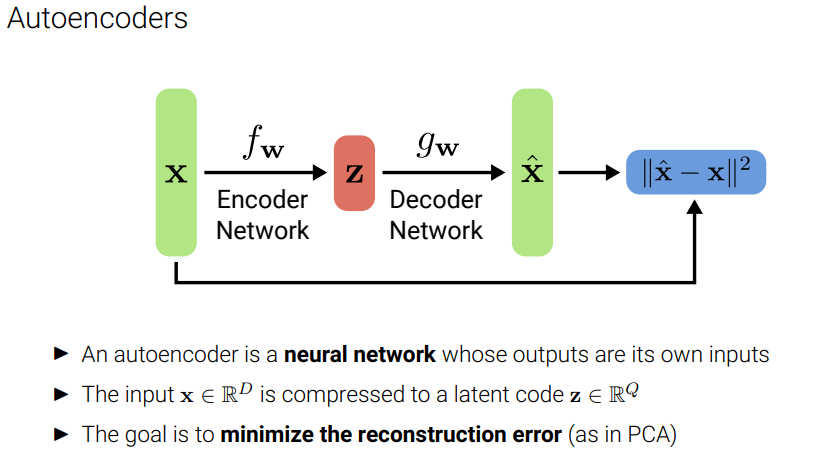 Autoencoders
x
f_w
Encoder
Network
z
g_w
Decoder
Network
x̂
‖x̂ − x‖²
► An autoencoder is a neural network whose outputs are its own inputs
► The input x ∈ ℝᴰ is compressed to a latent code z ∈ ℝ^Q
► The goal is to minimize the reconstruction error (as in PCA)